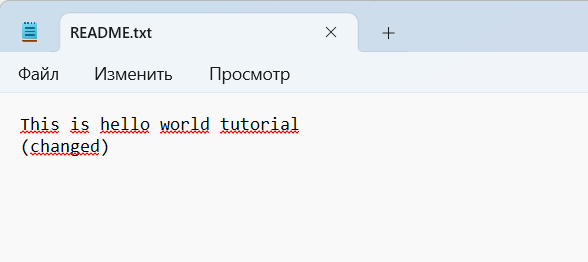 README.txt
Файл Изменить Просмотр
This is hello world tutorial
(changed)